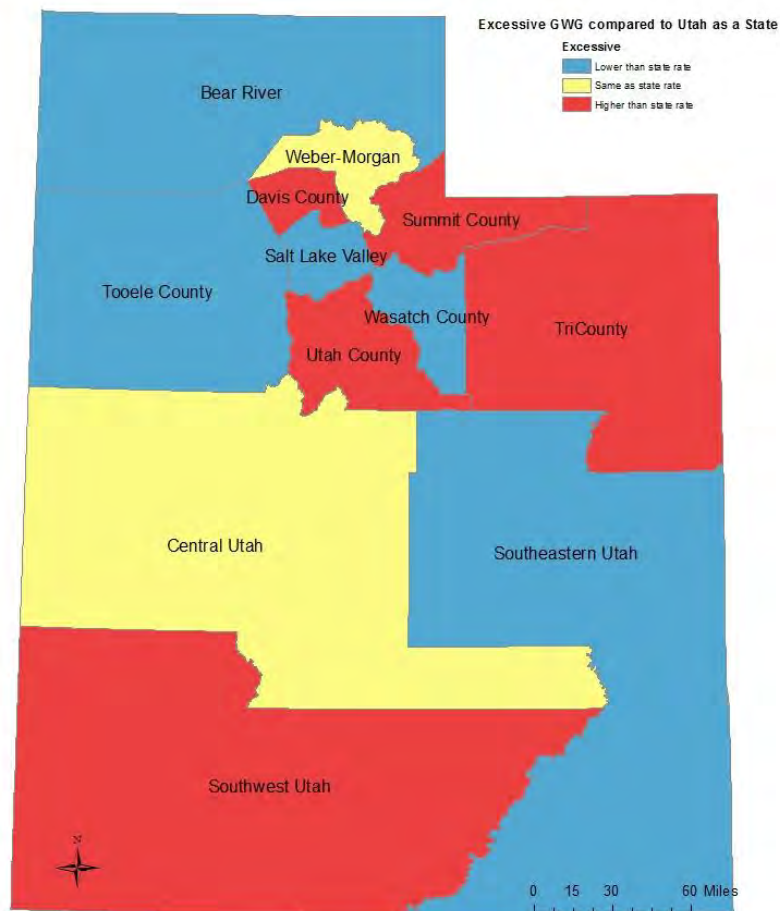 Excessive GWG compared to Utah as a State
Excessive
Lower than state rate
Same as state rate
Higher than state rate
Bear River
Weber-Morgan
Davis County
Summit County
Salt Lake Valley
Tooele County
Wasatch County
TriCounty
Utah County
Central Utah
Southeastern Utah
Southwest Utah
N
0 15 30 60 Miles